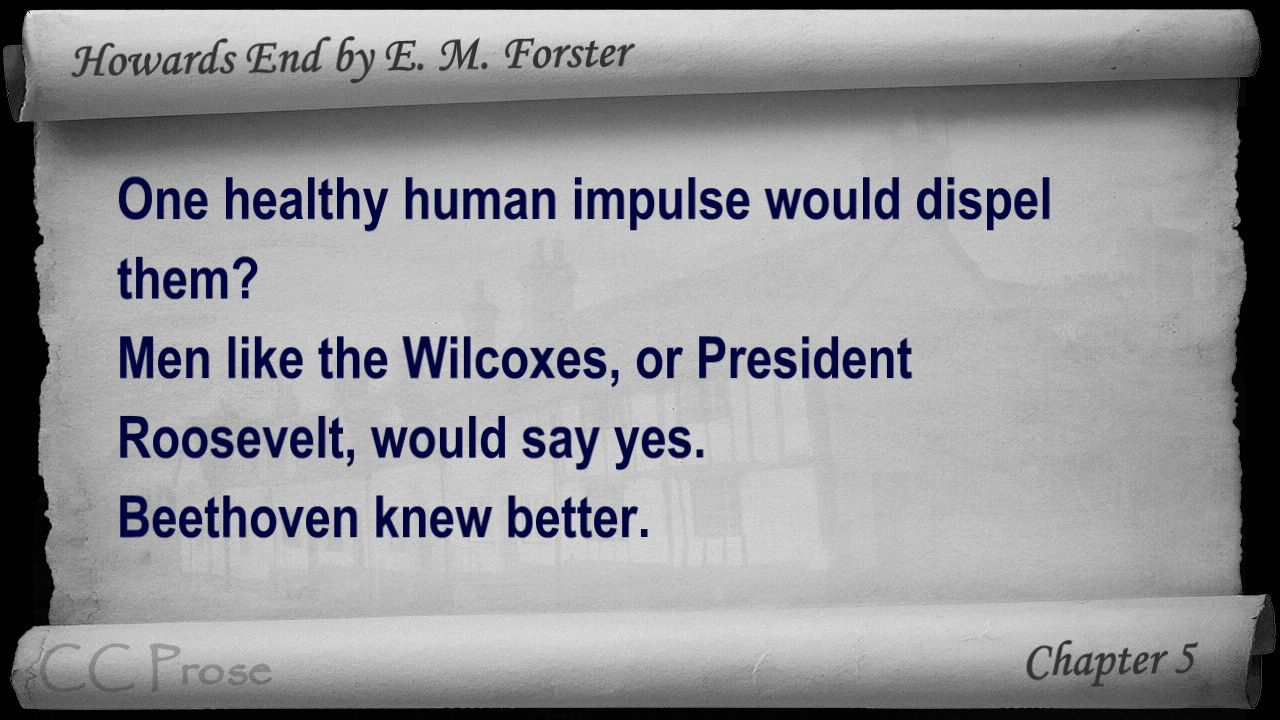 Howards End by E. M. Forster
One healthy human impulse would dispel
them?
Men like the Wilcoxes, or President
Roosevelt, would say yes.
Beethoven knew better.
CC Prose
Chapter 5